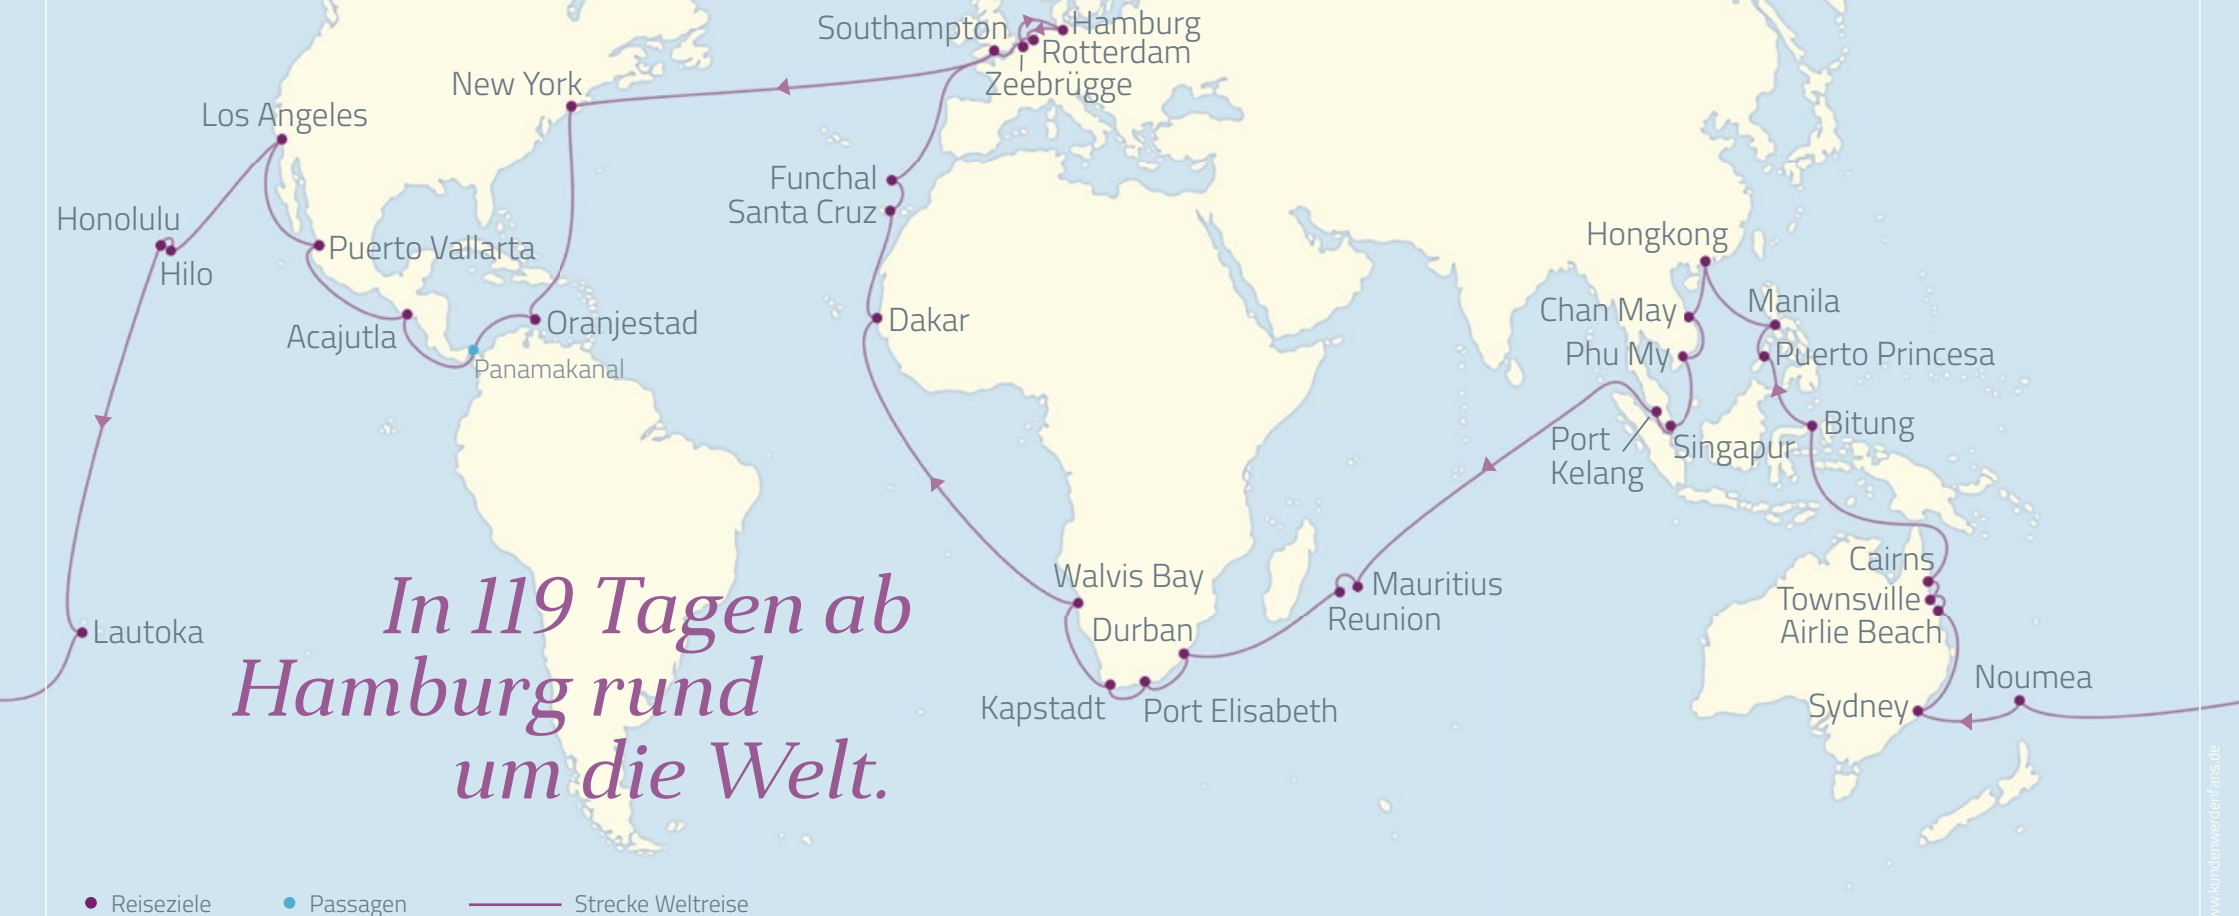 Southampton
Hamburg
Rotterdam
Zeebrügge
New York
Los Angeles
Funchal
Santa Cruz
Honolulu
Hilo
Puerto Vallarta
Hongkong
Acajutla
Oranjestad
Panamakanal
Dakar
Chan May
Manila
Phu My
Puerto Princesa
Port
Kelang
Singapur
Bitung
Cairns
Townsville
Airlie Beach
Walvis Bay
Mauritius
Reunion
Durban
Lautoka
Kapstadt
Port Elisabeth
Noumea
Sydney
In 119 Tagen ab
Hamburg rund
um die Welt.
Reiseziele
Passagen
Strecke Weltreise
w.kundenwerdenfans.de